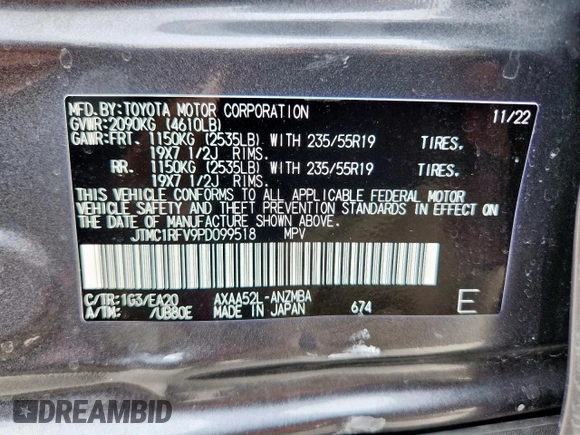 MFD.BY:TOYOTA MOTOR CORPORATION 11/22
GVWR:2090KG (4610LB)
GAWR:FRT. 1150KG (2535LB) WITH 235/55R19 TIRES.
19X7 1/2J RIMS.
RR. 1150KG (2535LB) WITH 235/55R19 TIRES.
19X7 1/2J RIMS.
THIS VEHICLE CONFORMS TO ALL APPLICABLE FEDERAL MOTOR
VEHICLE SAFETY AND THEFT PREVENTION STANDARDS IN EFFECT ON
THE DATE OF MANUFACTURE SHOWN ABOVE.
JTMC1RFV9PD099518 MPV
C/TR:1G3/EA20 AXAA52L-ANZMBA
A/TM: /UB80E MADE IN JAPAN 674 E
DREAMBID